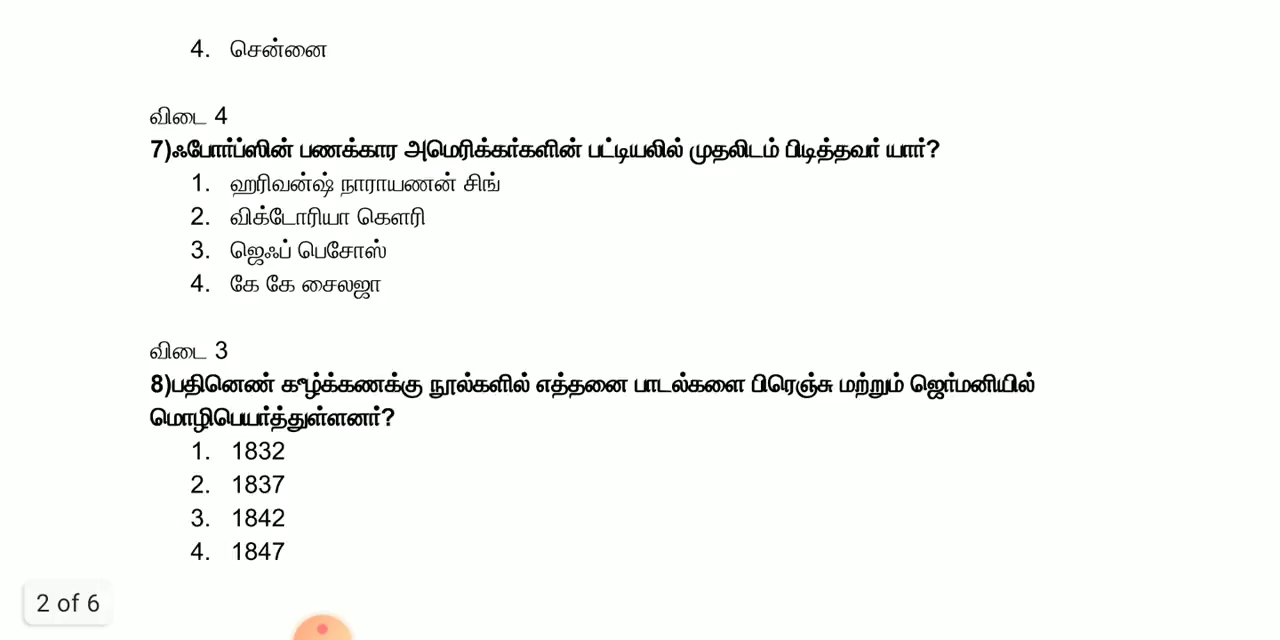 4. சென்னை
விடை 4
7)ஃபோர்ப்ஸின் பணக்கார அமெரிக்கர்களின் பட்டியலில் முதலிடம் பிடித்தவர் யார்?
1. ஹரிவன்ஷ் நாராயணன் சிங்
2. விக்டோரியா கௌரி
3. ஜெஃப் பெசோஸ்
4. கே கே சைலஜா
விடை 3
8)பதினெண் கீழ்க்கணக்கு நூல்களில் எத்தனை பாடல்களை பிரெஞ்சு மற்றும் ஜெர்மனியில்
மொழிபெயர்த்துள்ளனர்?
1. 1832
2. 1837
3. 1842
4. 1847
2 of 6